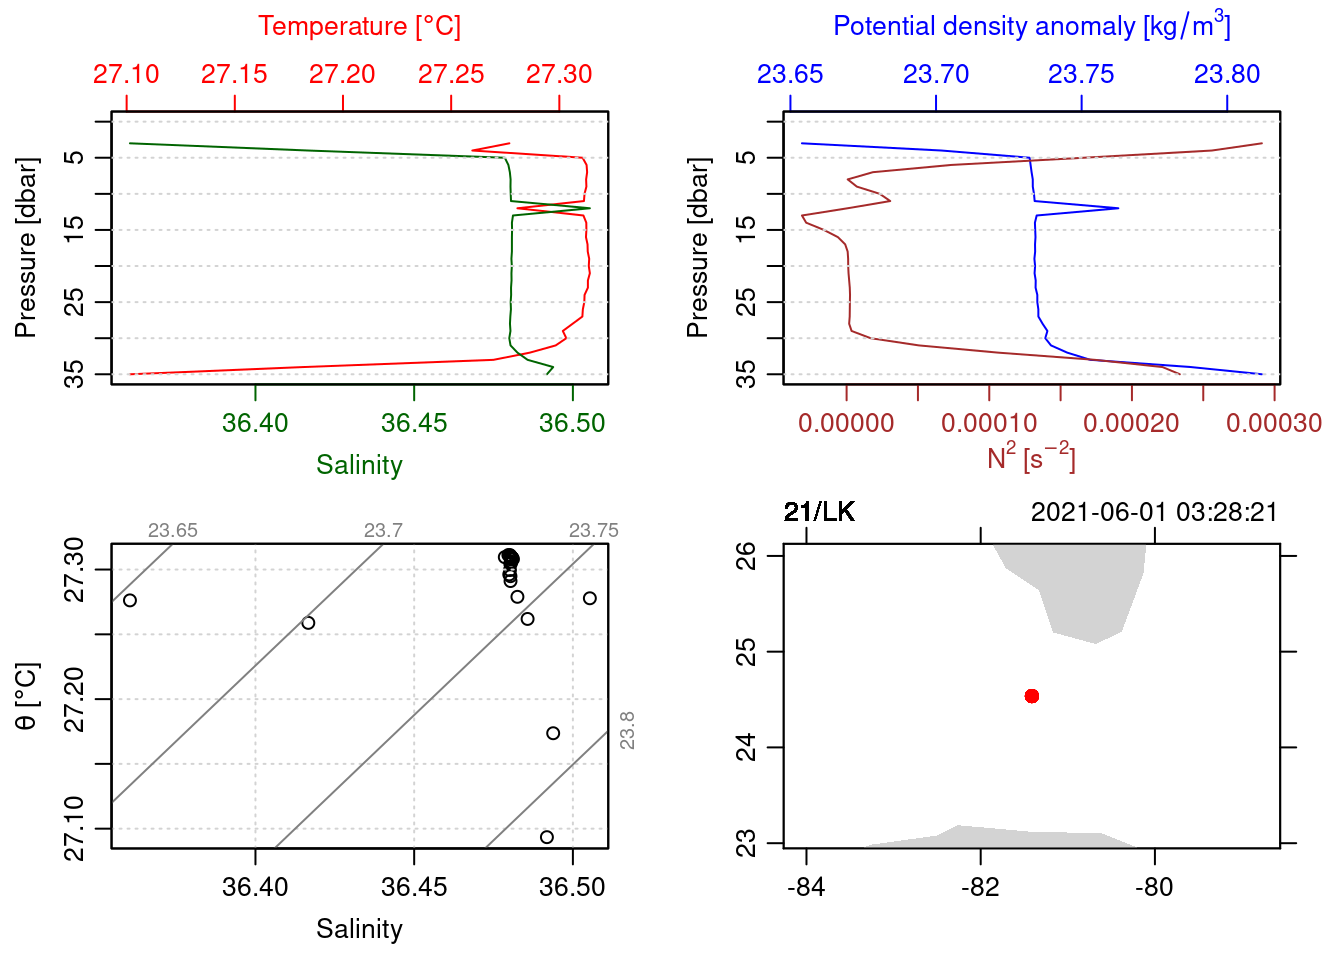 Temperature [°C]
27.10 27.15 27.20 27.25 27.30
Pressure [dbar]
5
15
25
35
36.40 36.45 36.50
Salinity
Potential density anomaly [kg/m³]
23.65 23.70 23.75 23.80
Pressure [dbar]
5
15
25
35
0.00000 0.00010 0.00020 0.00030
N² [s⁻²]
23.65 23.7 23.75
θ [°C]
27.30
27.20
27.10
23.8
36.40 36.45 36.50
Salinity
21/LK 2021-06-01 03:28:21
26
25
24
23
-84 -82 -80